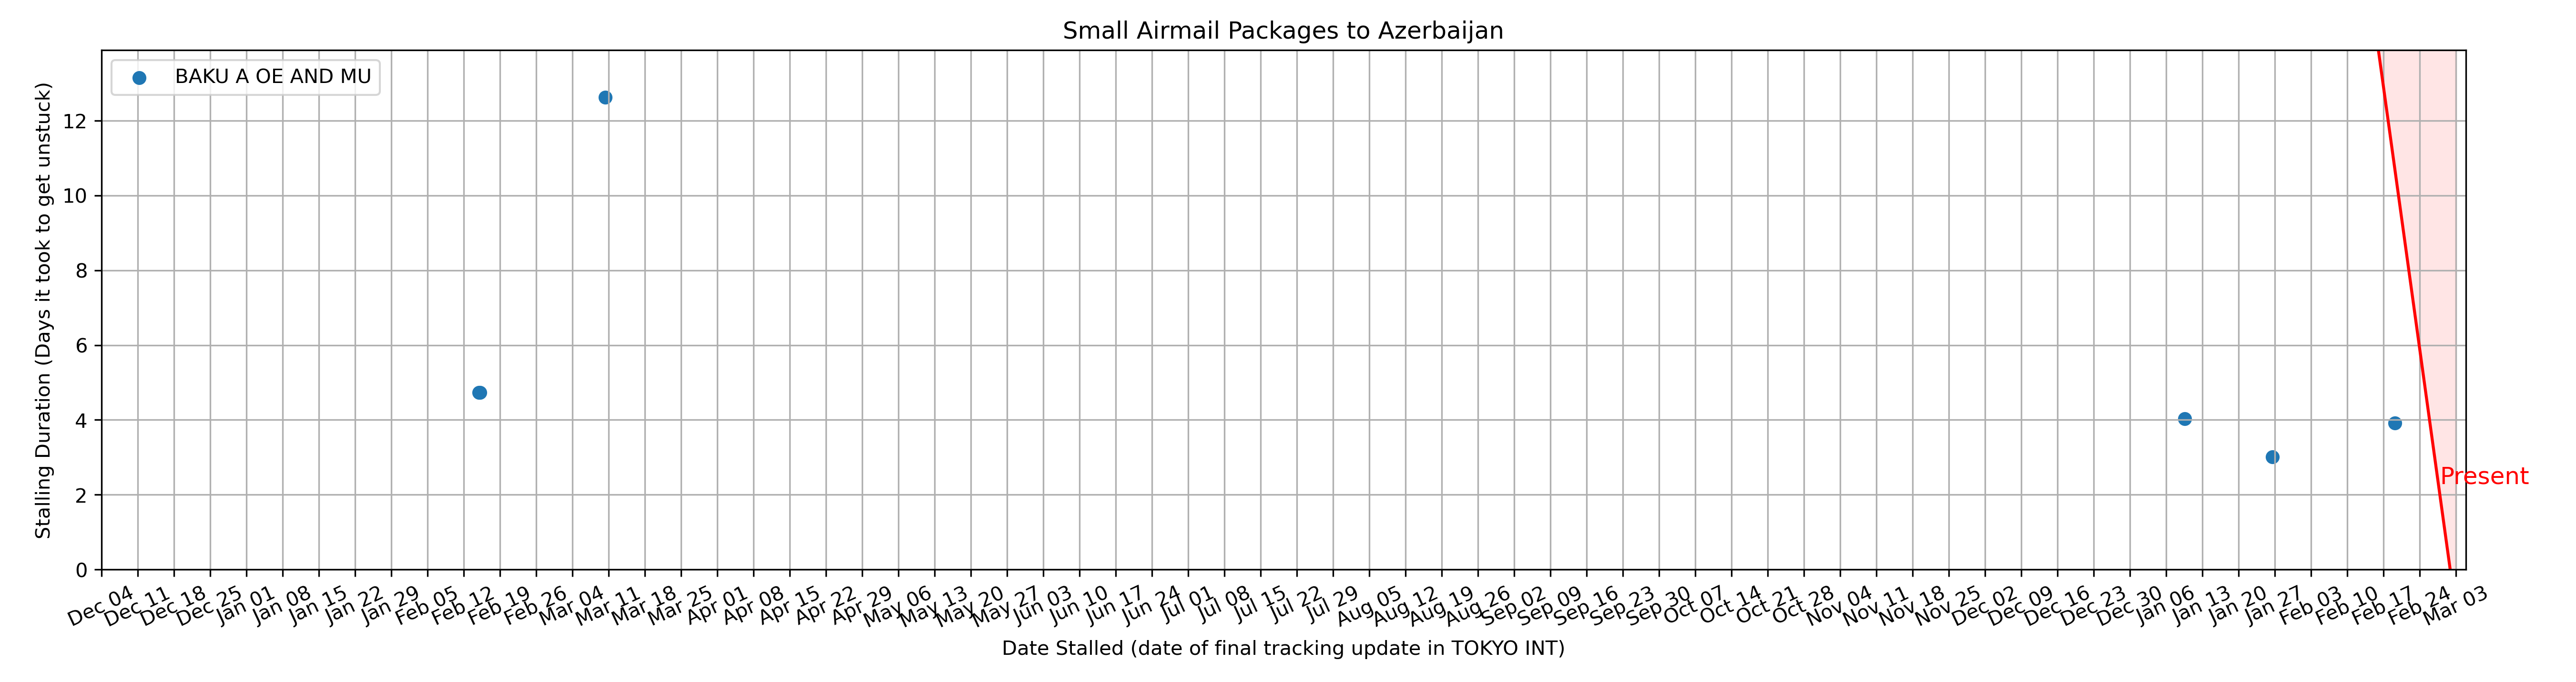 Small Airmail Packages to Azerbaijan
BAKU A OE AND MU
Stalling Duration (Days it took to get unstuck)
12
10
8
6
4
2
0
Present
Dec 04 Dec 11 Dec 18 Dec 25 Jan 01 Jan 08 Jan 15 Jan 22 Jan 29 Feb 05 Feb 12 Feb 19 Feb 26 Mar 04 Mar 11 Mar 18 Mar 25 Apr 01 Apr 08 Apr 15 Apr 22 Apr 29 May 06 May 13 May 20 May 27 Jun 03 Jun 10 Jun 17 Jun 24 Jul 01 Jul 08 Jul 15 Jul 22 Jul 29 Aug 05 Aug 12 Aug 19 Aug 26 Sep 02 Sep 09 Sep 16 Sep 23 Sep 30 Oct 07 Oct 14 Oct 21 Oct 28 Nov 04 Nov 11 Nov 18 Nov 25 Dec 02 Dec 09 Dec 16 Dec 23 Dec 30 Jan 06 Jan 13 Jan 20 Jan 27 Feb 03 Feb 10 Feb 17 Feb 24 Mar 03
Date Stalled (date of final tracking update in TOKYO INT)